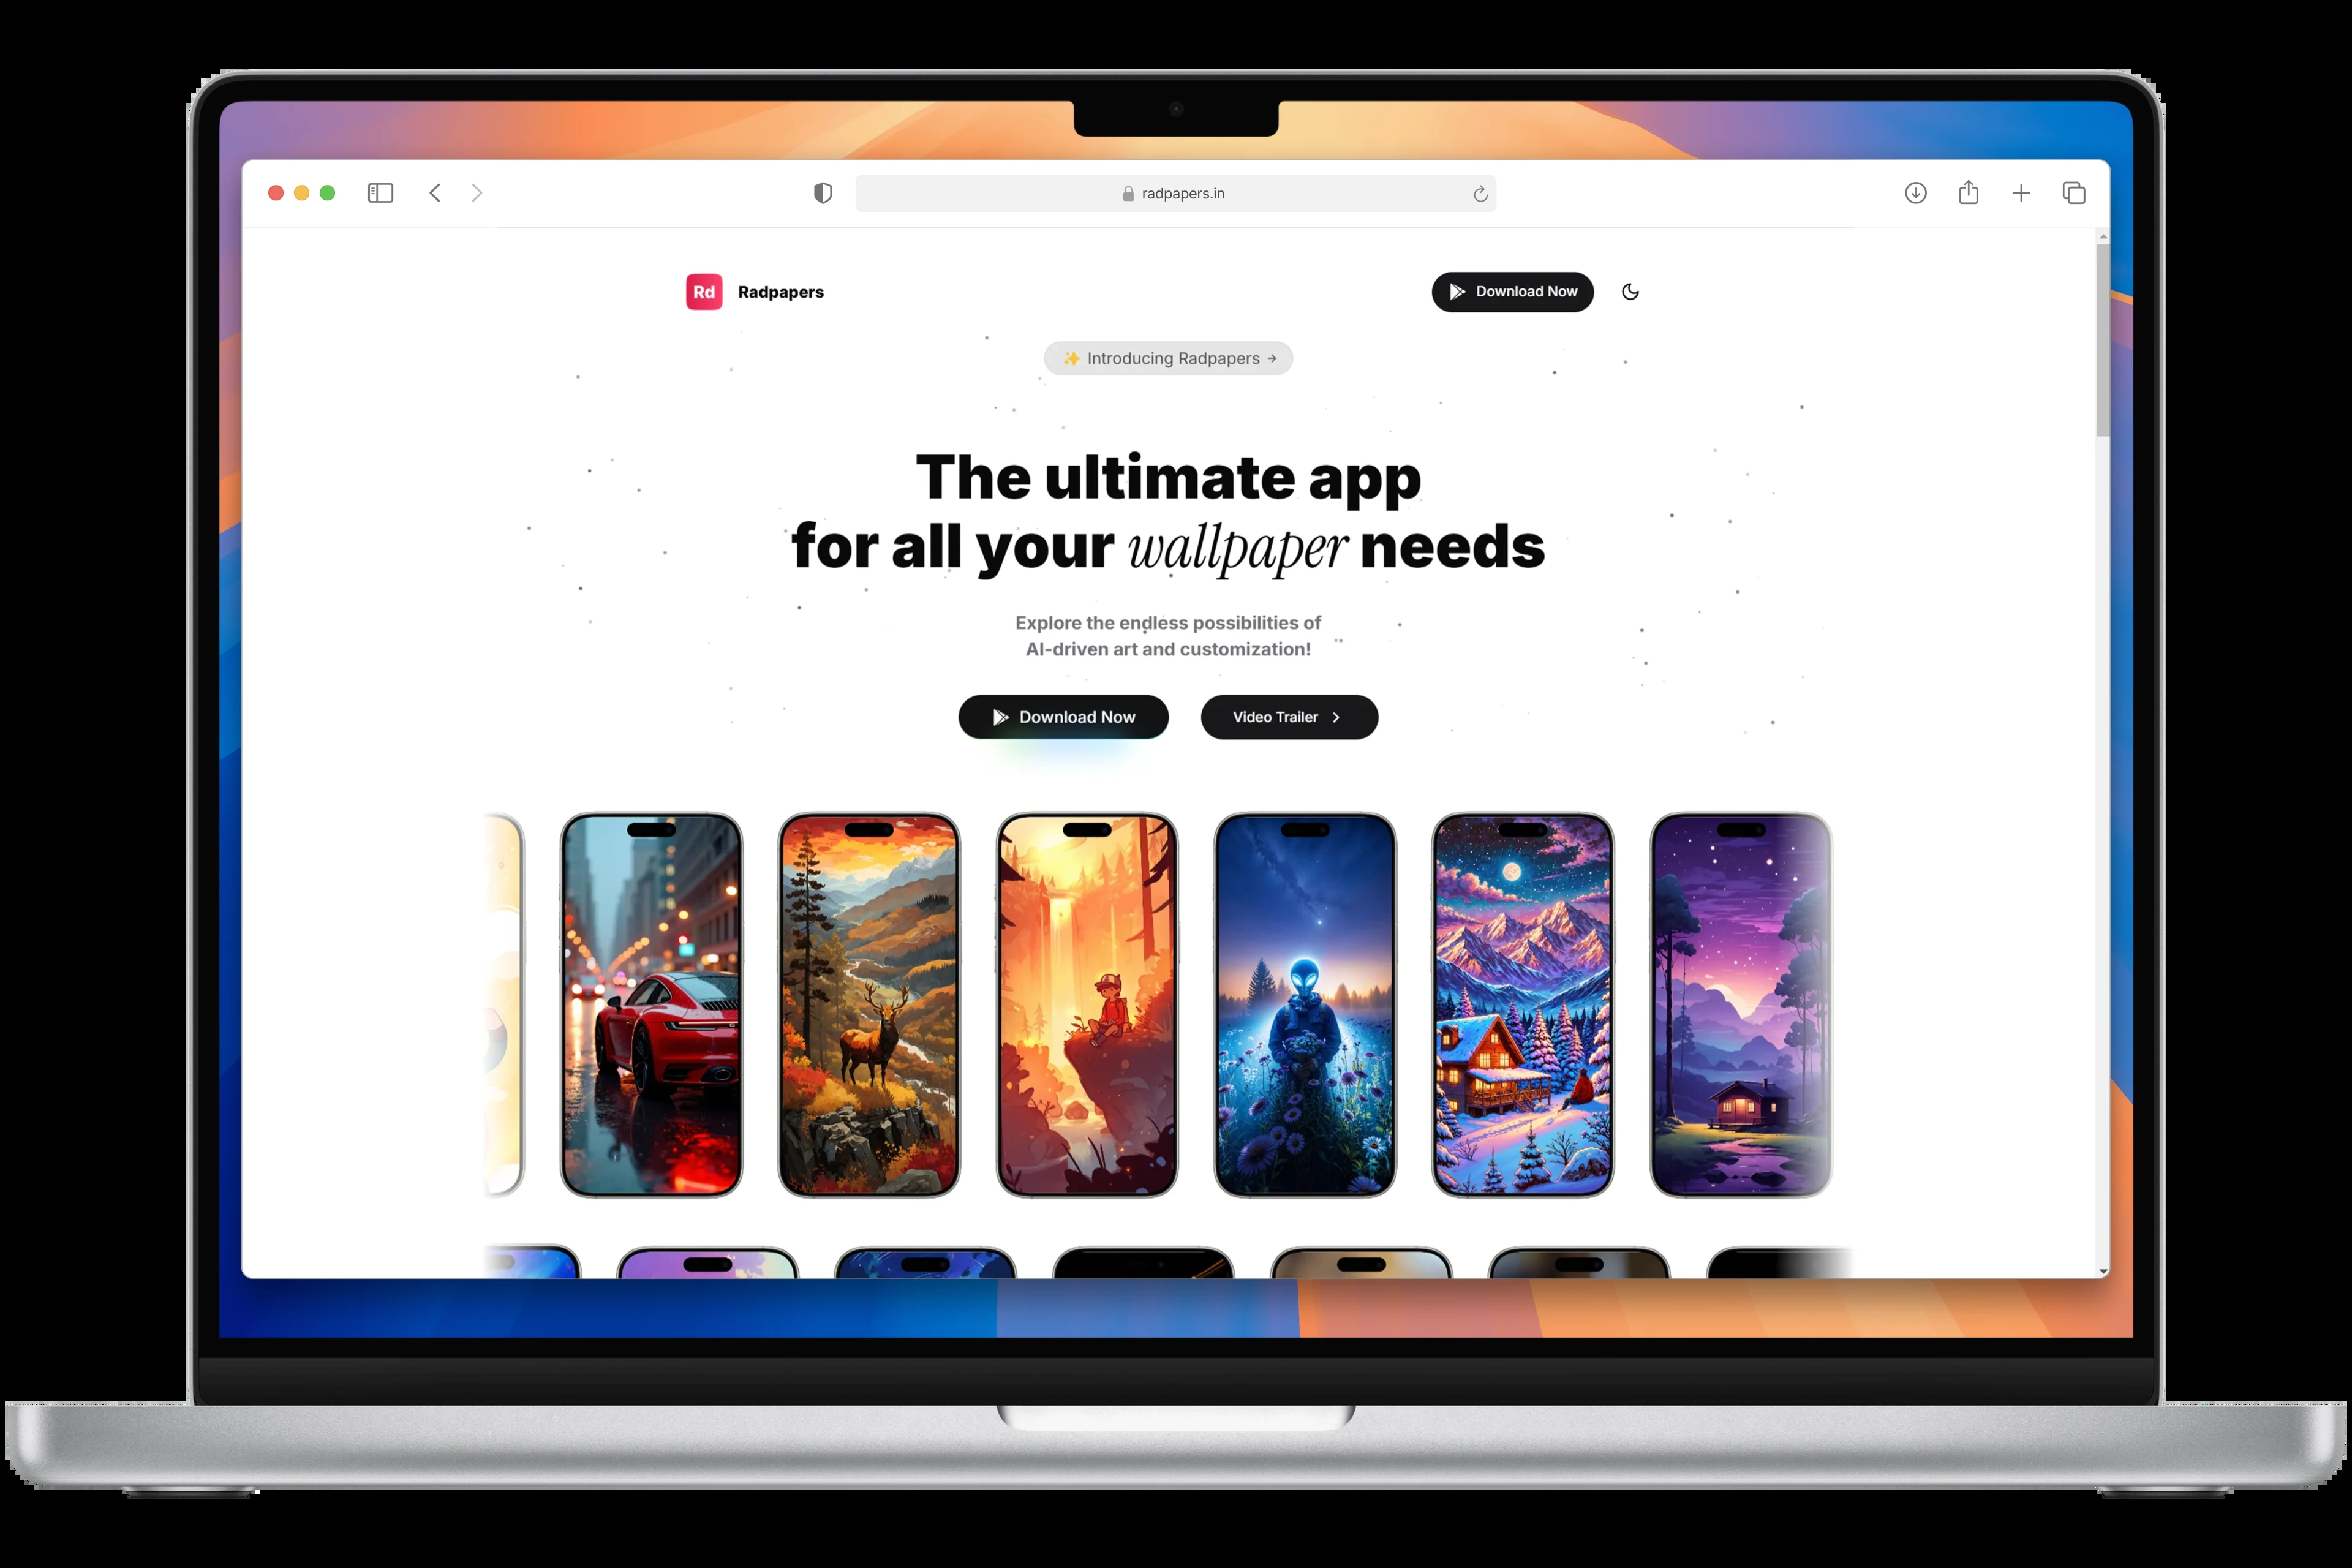 radpapers.in
Rd Radpapers
Download Now
✨ Introducing Radpapers →
The ultimate app
for all your wallpaper needs
Explore the endless possibilities of
AI-driven art and customization!
Download Now
Video Trailer >